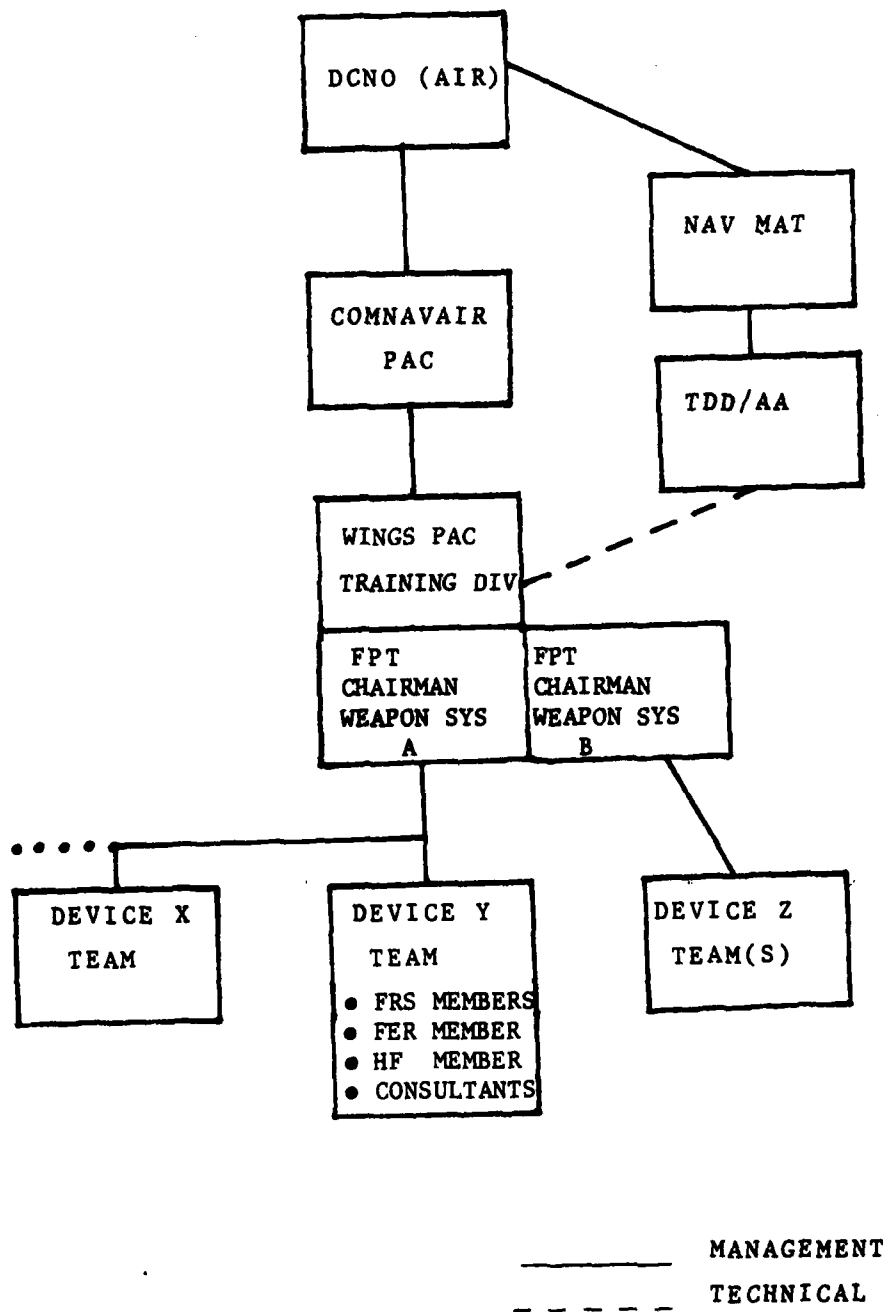 DCNO (AIR)
NAV MAT
COMNAVAIR
PAC
TDD/AA
WINGS PAC
TRAINING DIV
FPT
CHAIRMAN
WEAPON SYS
A
FPT
CHAIRMAN
WEAPON SYS
B
DEVICE X
TEAM
DEVICE Y
TEAM
• FRS MEMBERS
• FER MEMBER
• HF MEMBER
• CONSULTANTS
DEVICE Z
TEAM(S)
MANAGEMENT
TECHNICAL